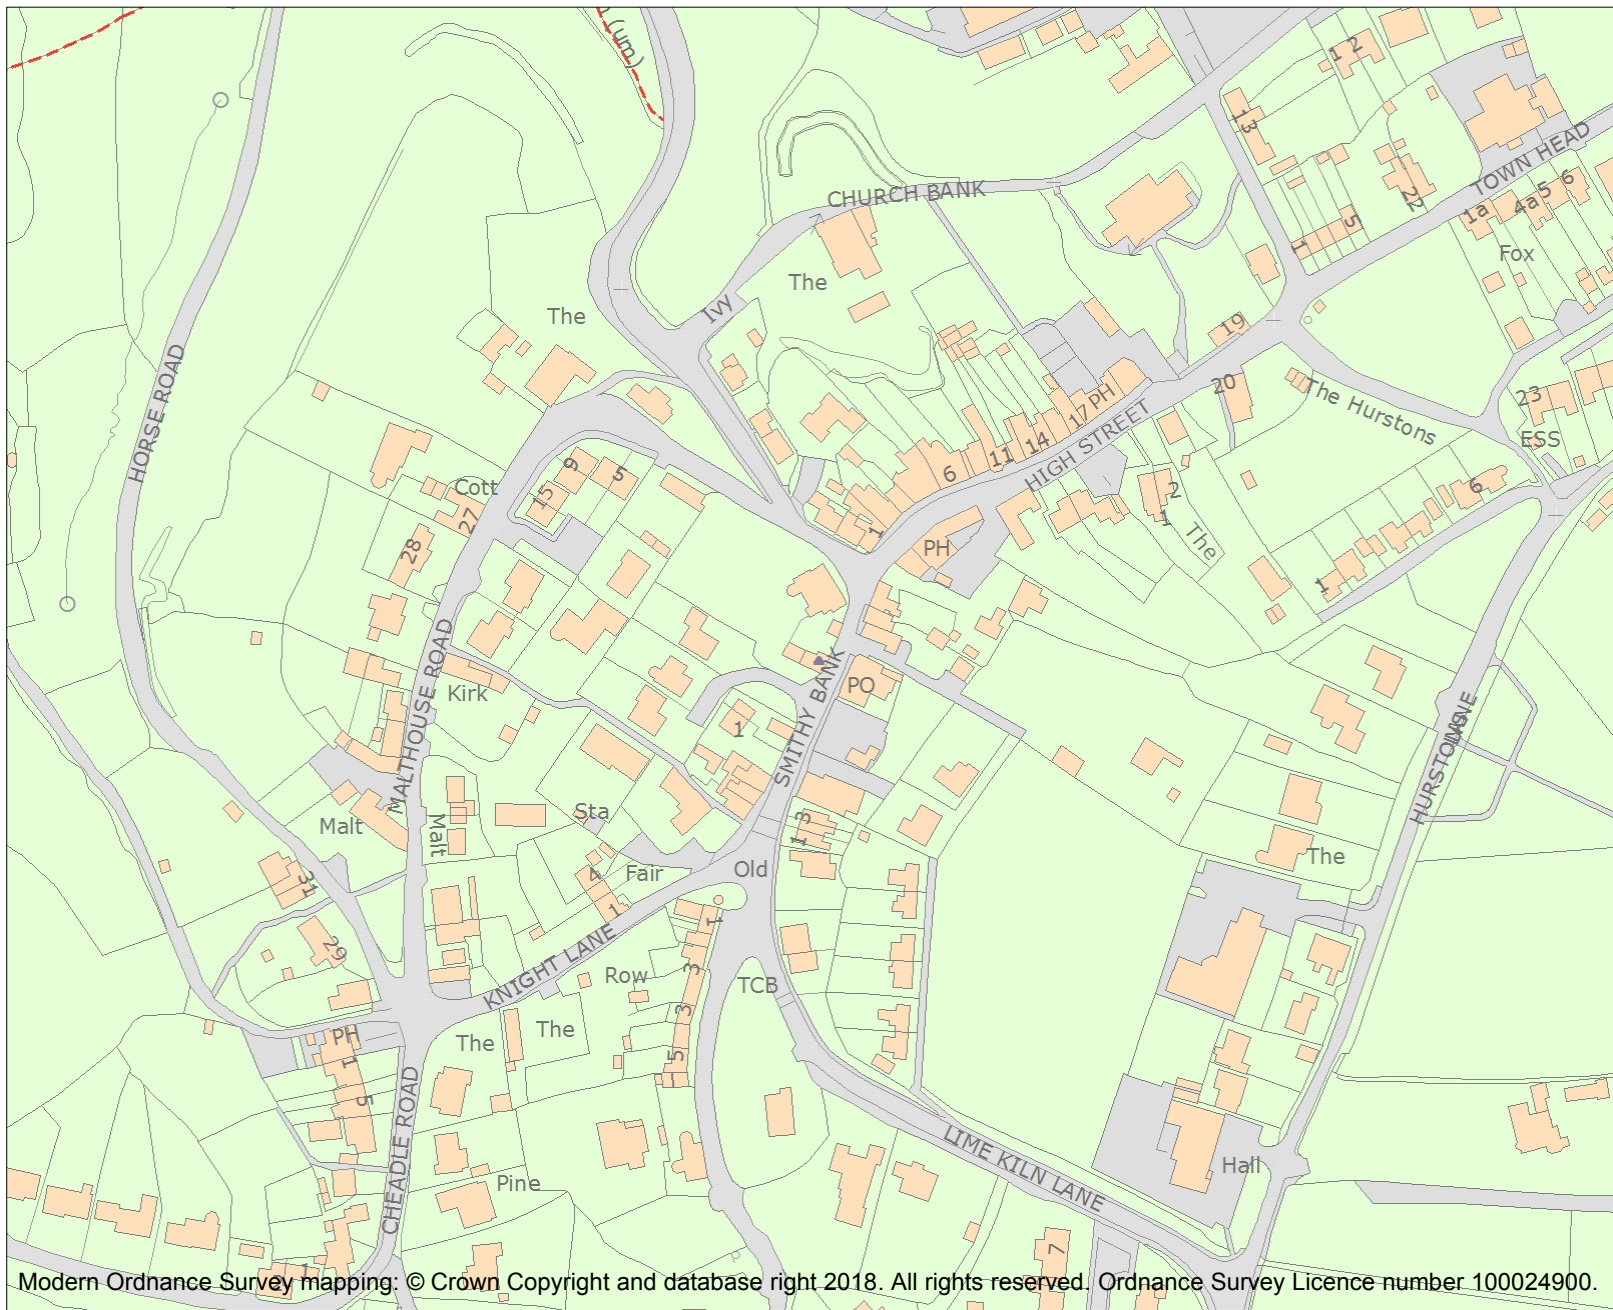 (um)
1 2
13
TOWN HEAD
22
1a
4a
5
6
CHURCH BANK
5
1
Fox
The
Ivy
The
19
HORSE ROAD
20
The Hurstons
23
17
PH
HIGH STREET
14
11
6
ESS
9
5
15
Cott
27
28
2
1
The
6
1
PH
1
1
MALTHOUSE ROAD
Kirk
SMITHY BANK
PO
1
HURSTONS
LANE
Malt
Malt
Sta
3
1
The
31
Fair
4
1
Old
29
KNIGHT LANE
Row
1
3
3
5
TCB
PH
1
5
The
The
CHEADLE ROAD
Pine
LIME KILN LANE
Hall
7
1
Modern Ordnance Survey mapping: © Crown Copyright and database right 2018. All rights reserved. Ordnance Survey Licence number 100024900.